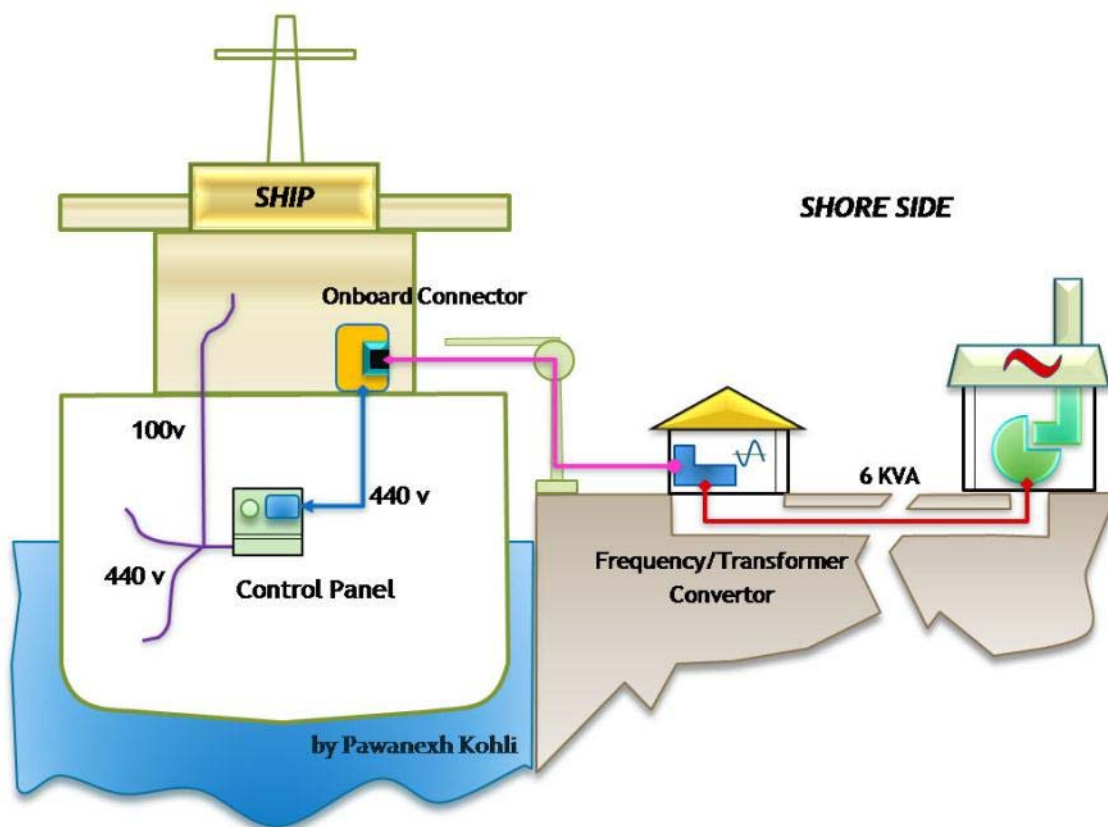 SHIP
SHORE SIDE
Onboard Connector
100v
440 v
6 KVA
440 v
Control Panel
Frequency/Transformer
Convertor
by Pawanexh Kohli